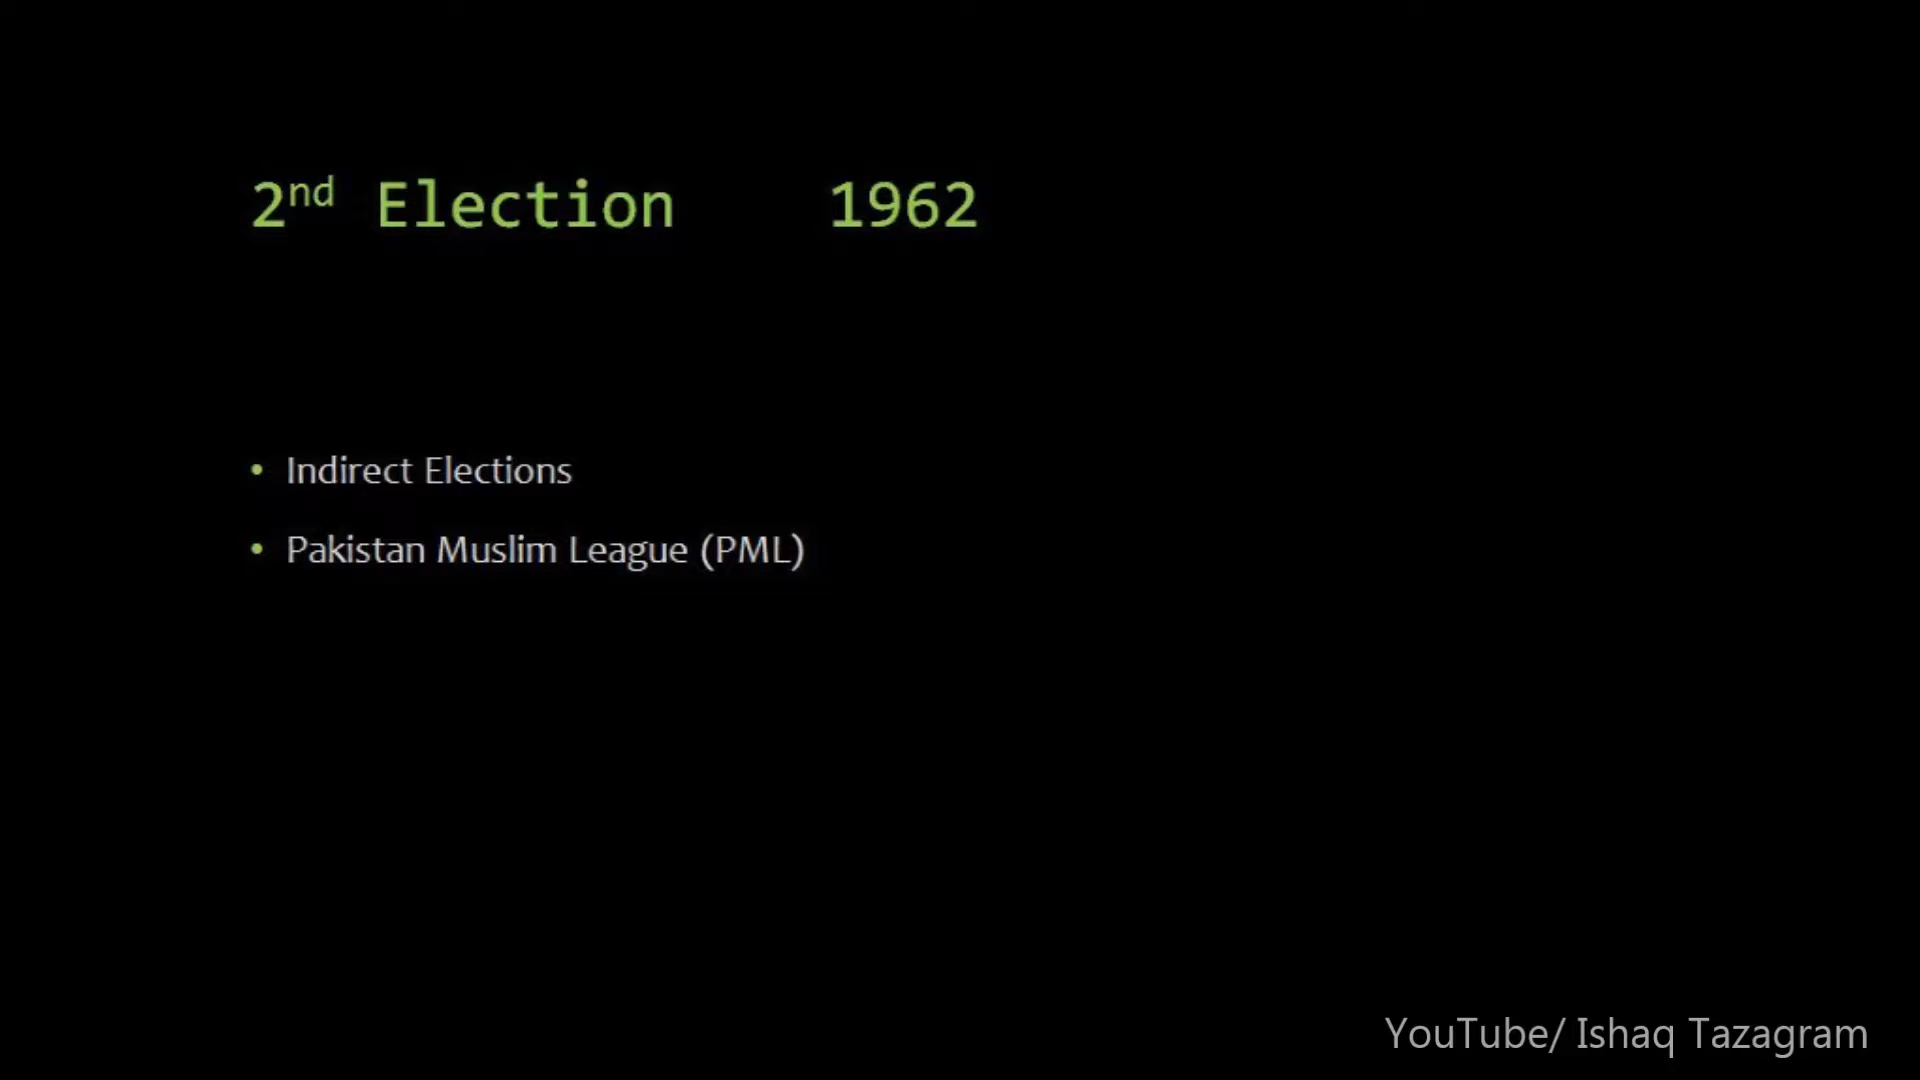 2nd Election 1962
• Indirect Elections
• Pakistan Muslim League (PML)
YouTube/ Ishaq Tazagram